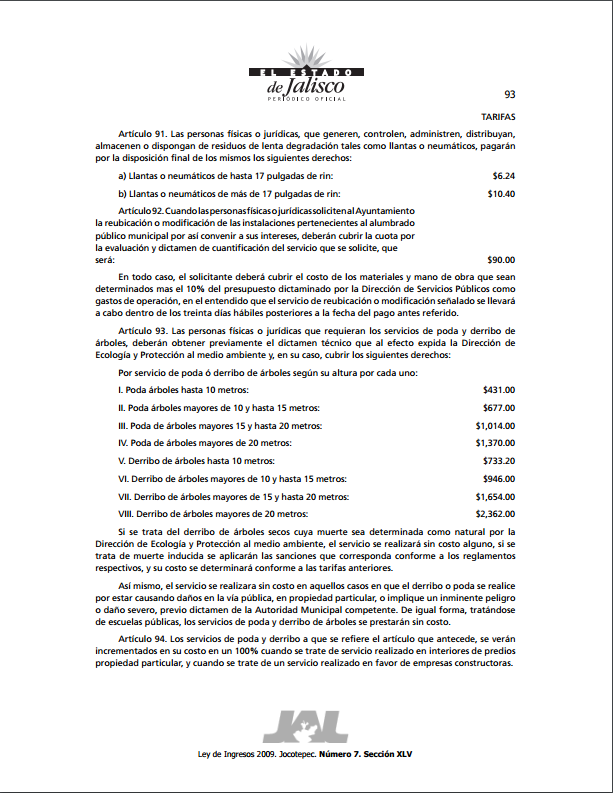 EL ESTADO
de Jalisco
PERIÓDICO OFICIAL
93
TARIFAS
Artículo 91. Las personas físicas o jurídicas, que generen, controlen, administren, distribuyan,
almacenen o dispongan de residuos de lenta degradación tales como llantas o neumáticos, pagarán
por la disposición final de los mismos los siguientes derechos:
a) Llantas o neumáticos de hasta 17 pulgadas de rin: $6.24
b) Llantas o neumáticos de más de 17 pulgadas de rin: $10.40
Artículo 92. Cuando las personas físicas o jurídicas soliciten al Ayuntamiento
la reubicación o modificación de las instalaciones pertenecientes al alumbrado
público municipal por así convenir a sus intereses, deberán cubrir la cuota por
la evaluación y dictamen de cuantificación del servicio que se solicite, que
será: $90.00
En todo caso, el solicitante deberá cubrir el costo de los materiales y mano de obra que sean
determinados mas el 10% del presupuesto dictaminado por la Dirección de Servicios Públicos como
gastos de operación, en el entendido que el servicio de reubicación o modificación señalado se llevará
a cabo dentro de los treinta días hábiles posteriores a la fecha del pago antes referido.
Artículo 93. Las personas físicas o jurídicas que requieran los servicios de poda y derribo de
árboles, deberán obtener previamente el dictamen técnico que al efecto expida la Dirección de
Ecología y Protección al medio ambiente y, en su caso, cubrir los siguientes derechos:
Por servicio de poda ó derribo de árboles según su altura por cada uno:
I. Poda árboles hasta 10 metros: $431.00
II. Poda árboles mayores de 10 y hasta 15 metros: $677.00
III. Poda de árboles mayores 15 y hasta 20 metros: $1,014.00
IV. Poda de árboles mayores de 20 metros: $1,370.00
V. Derribo de árboles hasta 10 metros: $733.20
VI. Derribo de árboles mayores de 10 y hasta 15 metros: $946.00
VII. Derribo de árboles mayores de 15 y hasta 20 metros: $1,654.00
VIII. Derribo de árboles mayores de 20 metros: $2,362.00
Si se trata del derribo de árboles secos cuya muerte sea determinada como natural por la
Dirección de Ecología y Protección al medio ambiente, el servicio se realizará sin costo alguno, si se
trata de muerte inducida se aplicarán las sanciones que corresponda conforme a los reglamentos
respectivos, y su costo se determinará conforme a las tarifas anteriores.
Así mismo, el servicio se realizara sin costo en aquellos casos en que el derribo o poda se realice
por estar causando daños en la vía pública, en propiedad particular, o implique un inminente peligro
o daño severo, previo dictamen de la Autoridad Municipal competente. De igual forma, tratándose
de escuelas públicas, los servicios de poda y derribo de árboles se prestarán sin costo.
Artículo 94. Los servicios de poda y derribo a que se refiere el artículo que antecede, se verán
incrementados en su costo en un 100% cuando se trate de servicio realizado en interiores de predios
propiedad particular, y cuando se trate de un servicio realizado en favor de empresas constructoras.
JAL
Ley de Ingresos 2009. Jocotepec. Número 7. Sección XLV